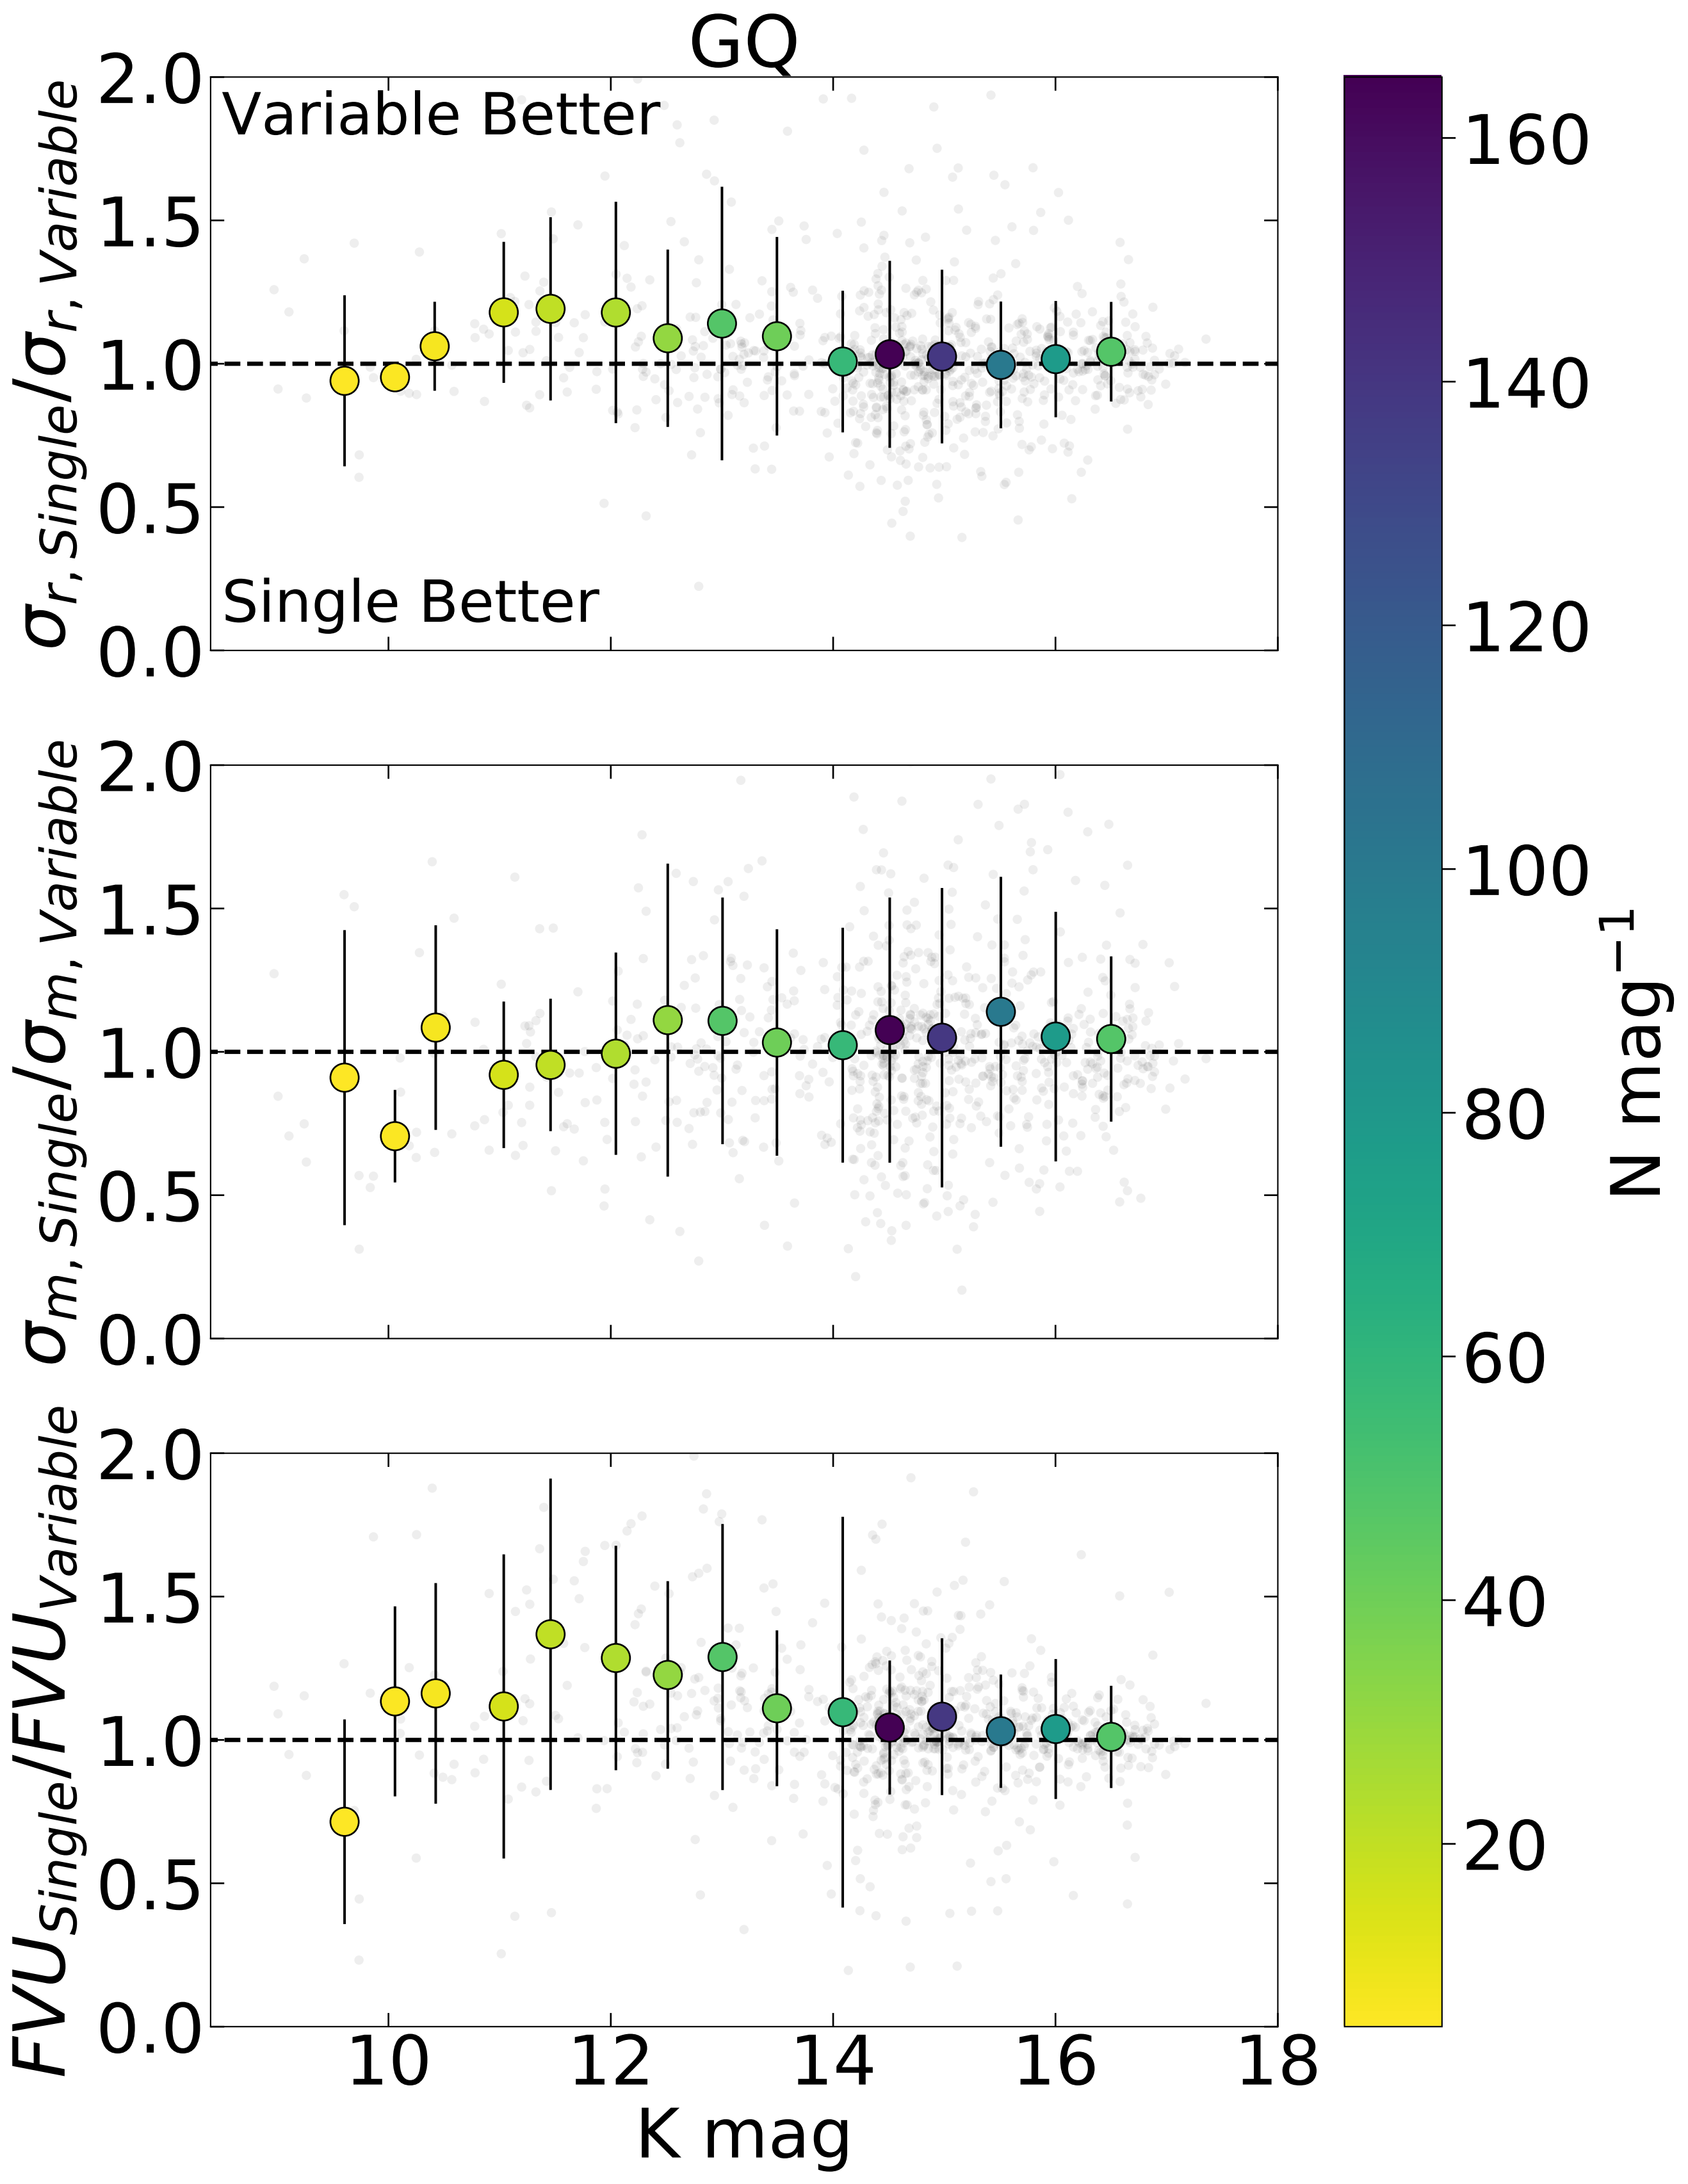 GQ
σr, Single/σr, Variable
2.0
1.5
1.0
0.5
0.0
Variable Better
Single Better
σm, Single/σm, Variable
2.0
1.5
1.0
0.5
0.0
FVUSingle/FVUVariable
2.0
1.5
1.0
0.5
0.0
10 12 14 16 18
K mag
160
140
120
100
80
60
40
20
N mag⁻¹